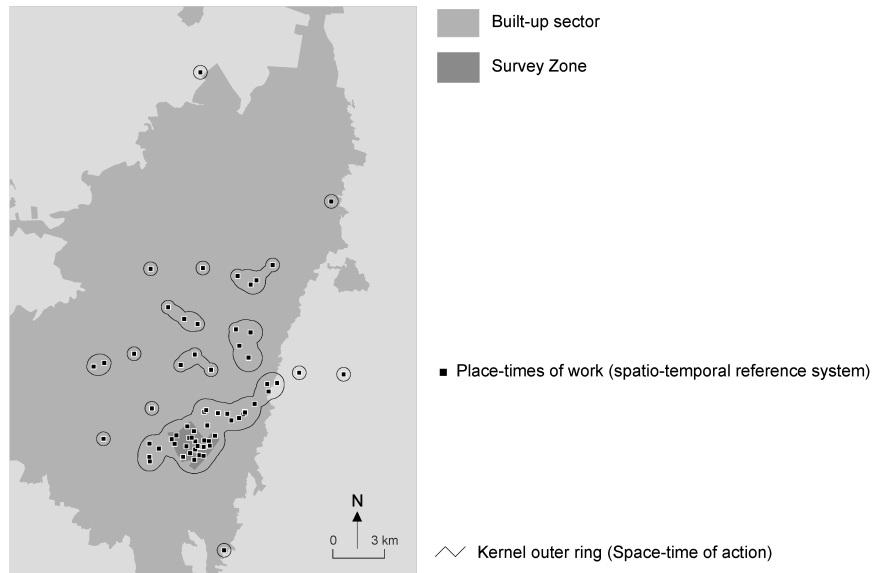 Built-up sector
Survey Zone
Place-times of work (spatio-temporal reference system)
N
0 3 km
Kernel outer ring (Space-time of action)